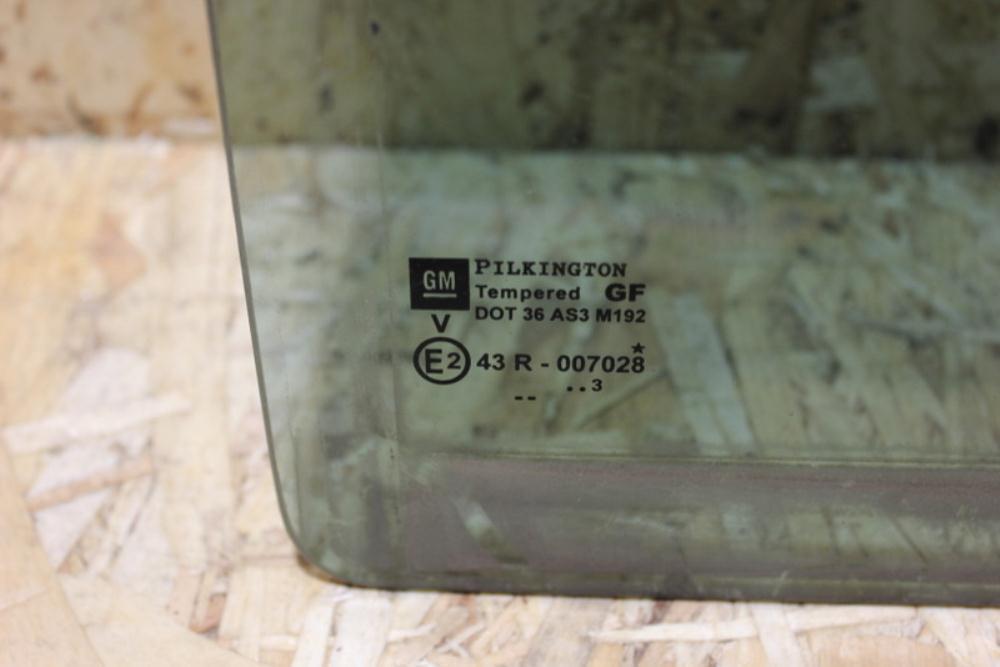 GM PILKINGTON
Tempered GF
DOT 36 AS3 M192
V
E2 43 R - 007028
..3
--